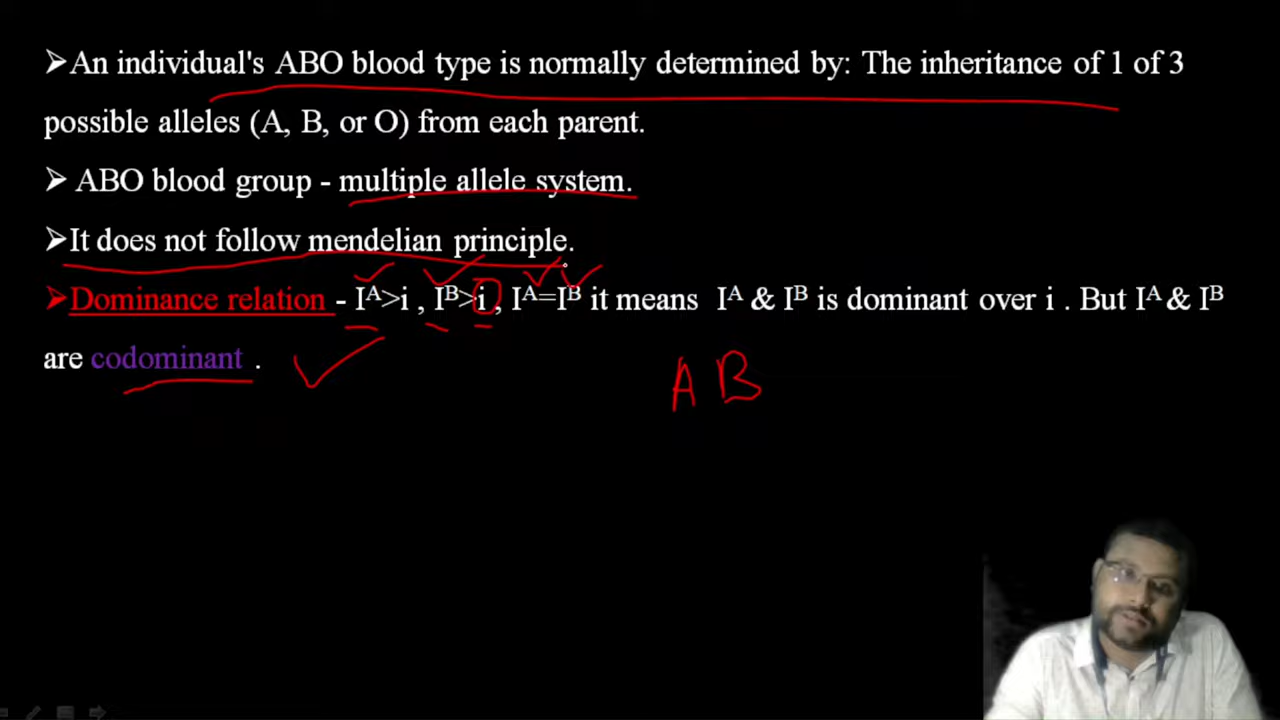 ➢An individual's ABO blood type is normally determined by: The inheritance of 1 of 3
possible alleles (A, B, or O) from each parent.
➢ ABO blood group - multiple allele system.
➢It does not follow mendelian principle.
➢Dominance relation - Iᴬ>i , Iᴮ>i , Iᴬ=Iᴮ it means Iᴬ & Iᴮ is dominant over i . But Iᴬ & Iᴮ
are codominant .
A B